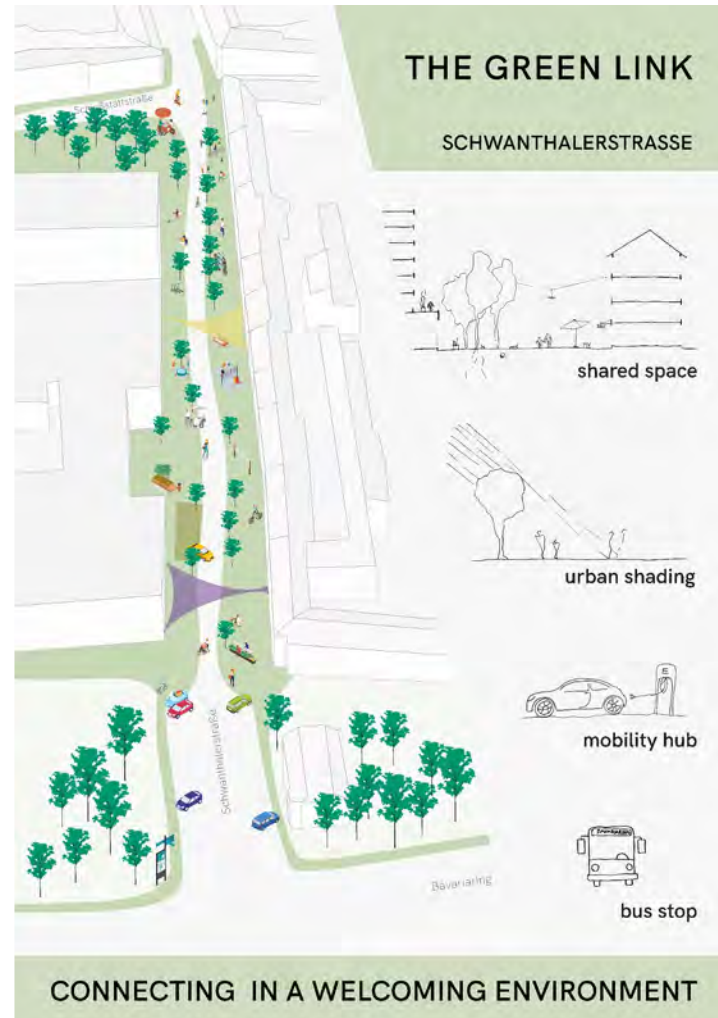 THE GREEN LINK
SCHWANTHALERSTRASSE
shared space
urban shading
E
mobility hub
bus stop
Schwanthalerstraße
Bavariaring
CONNECTING IN A WELCOMING ENVIRONMENT